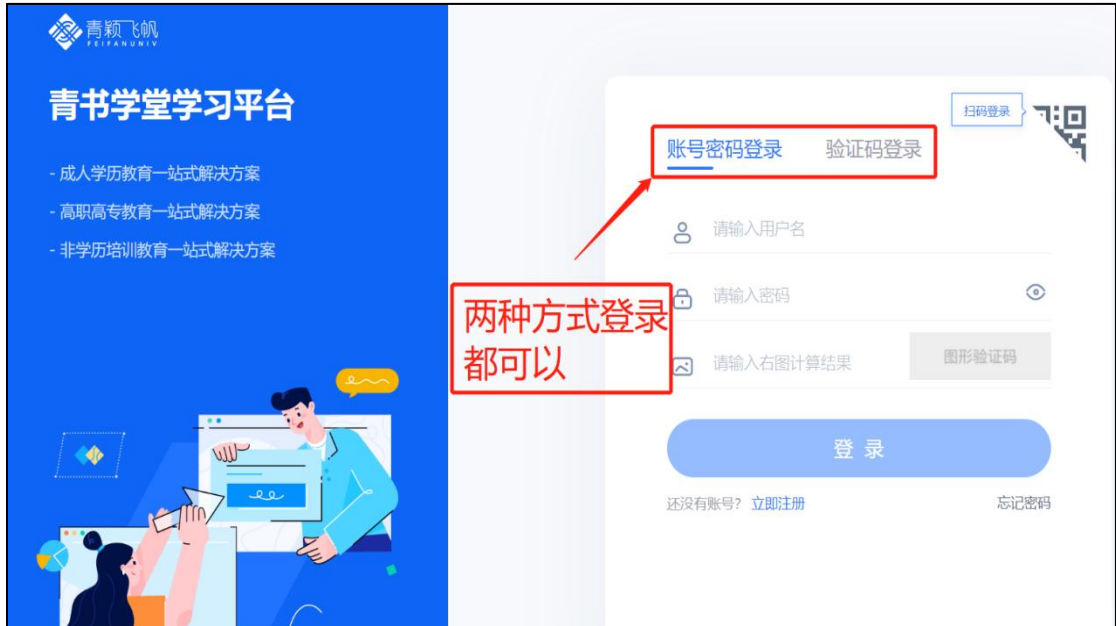 青颖飞帆
FEIFANUNIV
青书学堂学习平台
- 成人学历教育一站式解决方案
- 高职高专教育一站式解决方案
- 非学历培训教育一站式解决方案
扫码登录
账号密码登录 验证码登录
请输入用户名
两种方式登录
都可以
请输入密码
请输入右图计算结果 图形验证码
登 录
还没有账号? 立即注册 忘记密码